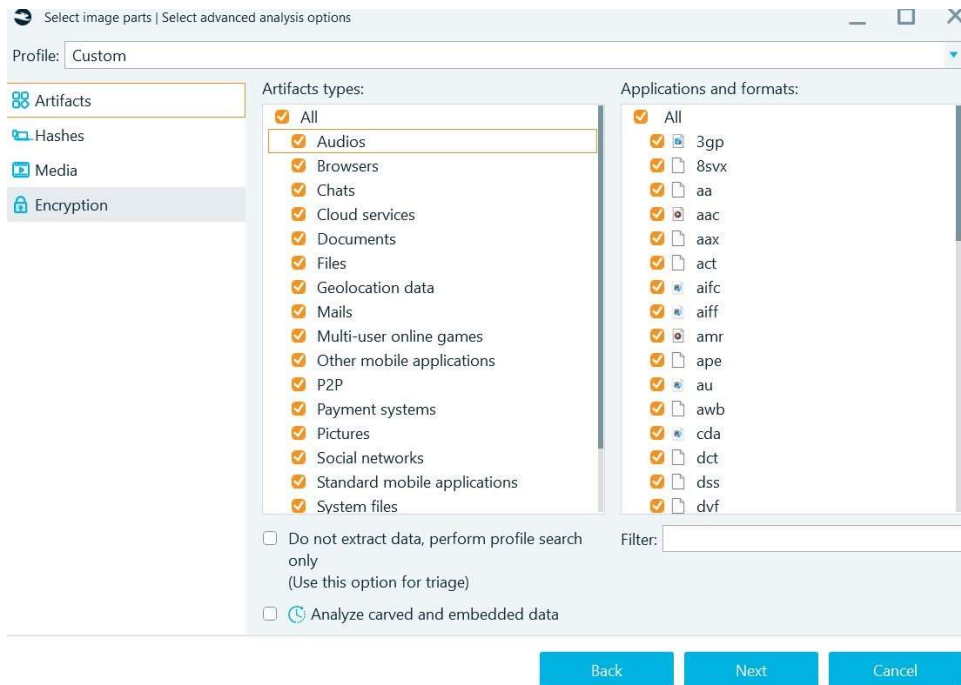 Select image parts | Select advanced analysis options
Profile: Custom
Artifacts
Hashes
Media
Encryption
Artifacts types:
All
Audios
Browsers
Chats
Cloud services
Documents
Files
Geolocation data
Mails
Multi-user online games
Other mobile applications
P2P
Payment systems
Pictures
Social networks
Standard mobile applications
System files
Do not extract data, perform profile search
only
(Use this option for triage)
Analyze carved and embedded data
Applications and formats:
All
3gp
8svx
aa
aac
aax
act
aifc
aiff
amr
ape
au
awb
cda
dct
dss
dvf
Filter:
Back
Next
Cancel